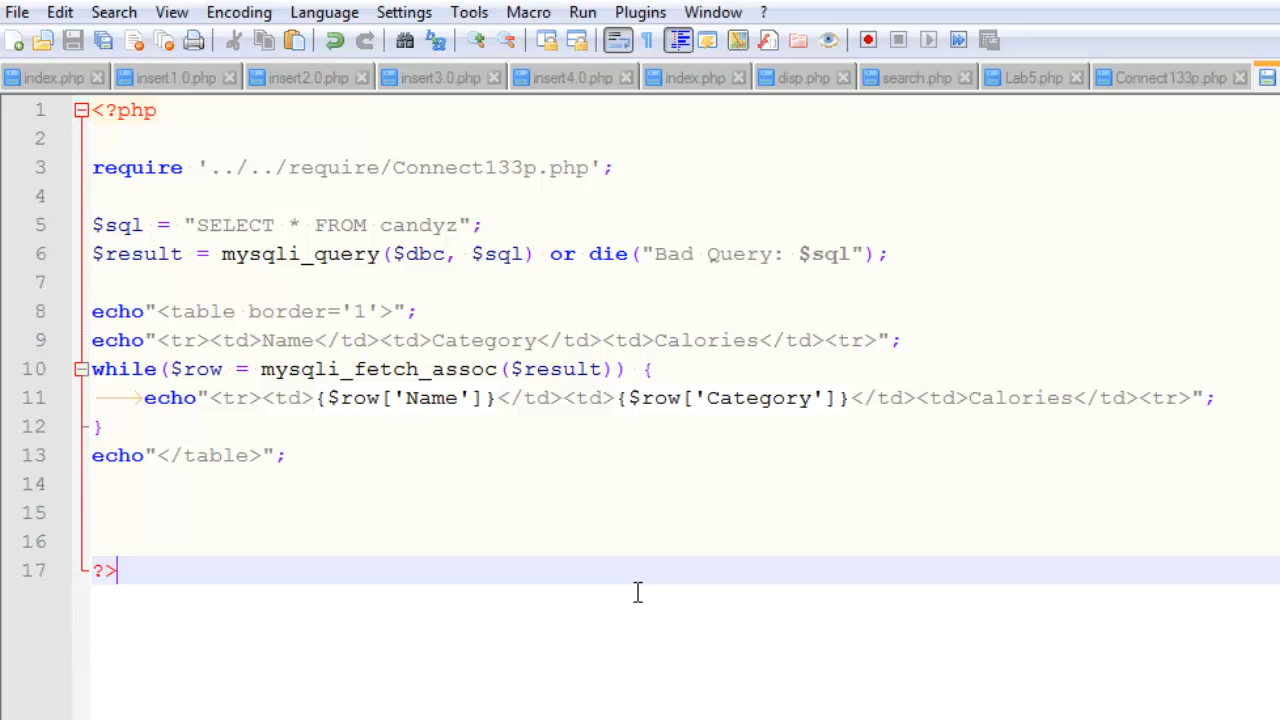 File Edit Search View Encoding Language Settings Tools Macro Run Plugins Window ?
index.php insert1.0.php insert2.0.php insert3.0.php insert4.0.php index.php disp.php search.php Lab5.php Connect133p.php
1 <?php
2
3 require '../../require/Connect133p.php';
4
5 $sql = "SELECT * FROM candyz";
6 $result = mysqli_query($dbc, $sql) or die("Bad Query: $sql");
7
8 echo"<table border='1'>";
9 echo"<tr><td>Name</td><td>Category</td><td>Calories</td><tr>";
10 while($row = mysqli_fetch_assoc($result)) {
11 echo"<tr><td>{$row['Name']}</td><td>{$row['Category']}</td><td>Calories</td><tr>";
12 }
13 echo"</table>";
14
15
16
17 ?>